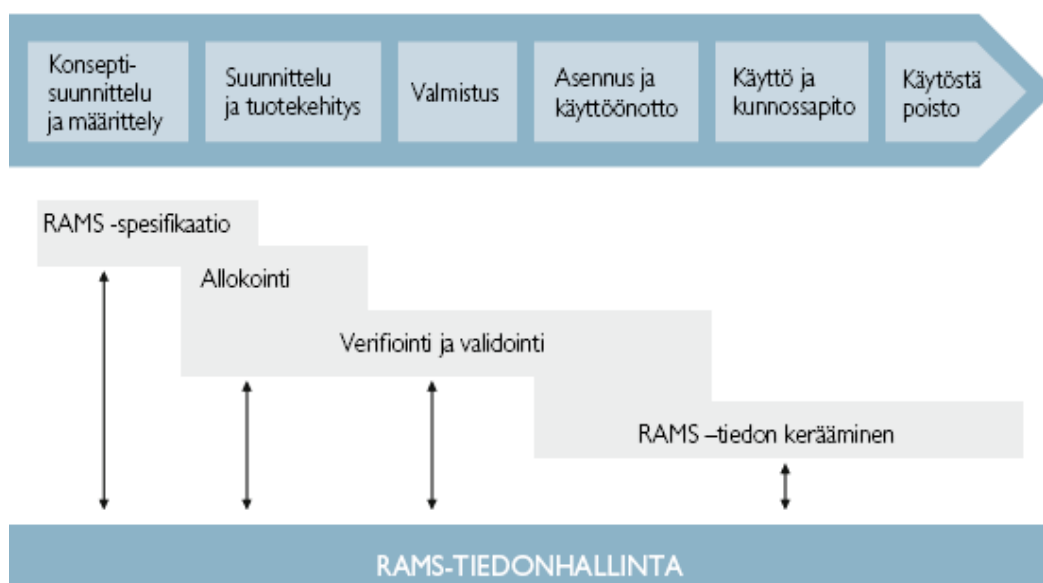 Konsepti-
suunnittelu
ja määrittely
Suunnittelu
ja tuotekehitys
Valmistus
Asennus ja
käyttöönotto
Käyttö ja
kunnossapito
Käytöstä
poisto
RAMS -spesifikaatio
Allokointi
Verifiointi ja validointi
RAMS –tiedon kerääminen
RAMS-TIEDONHALLINTA